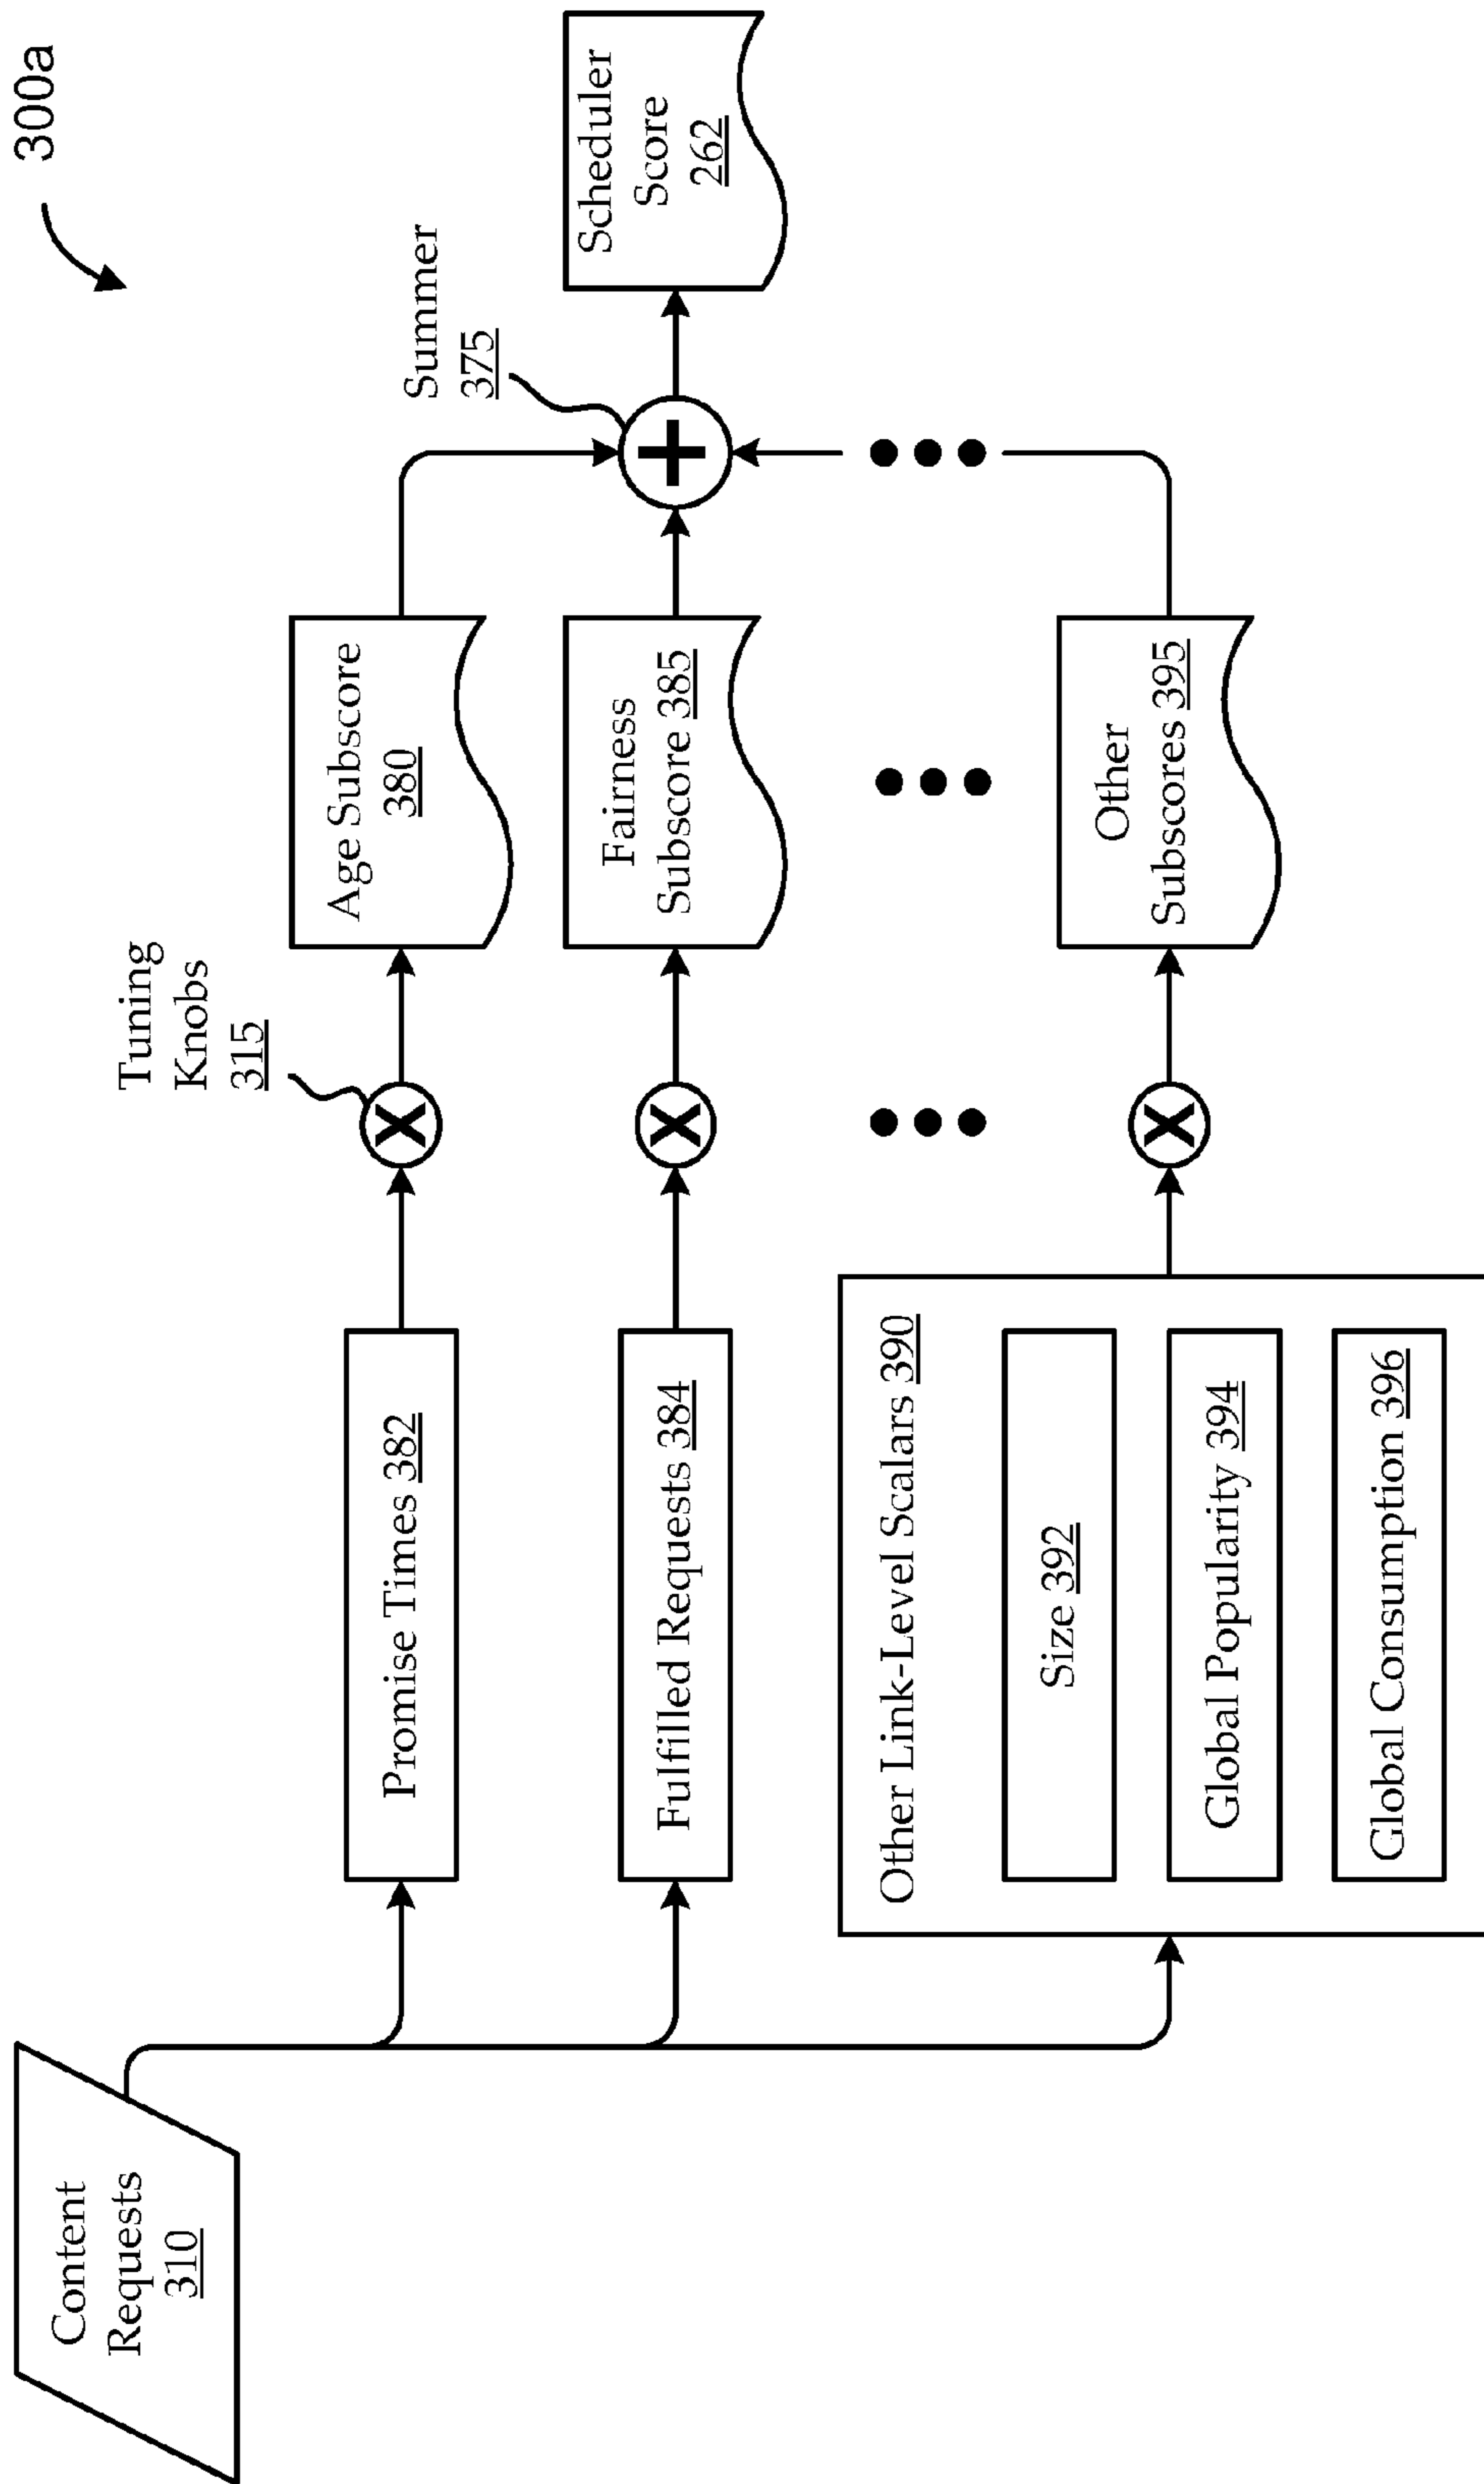 300a
Content
Requests
310
Tuning
Knobs
315
Summer
375
Promise Times 382
X
Age Subscore
380
Fulfilled Requests 384
X
Fairness
Subscore 385
+
Scheduler
Score
262
Other Link-Level Scalars 390
Size 392
Global Popularity 394
Global Consumption 396
X
Other
Subscores 395